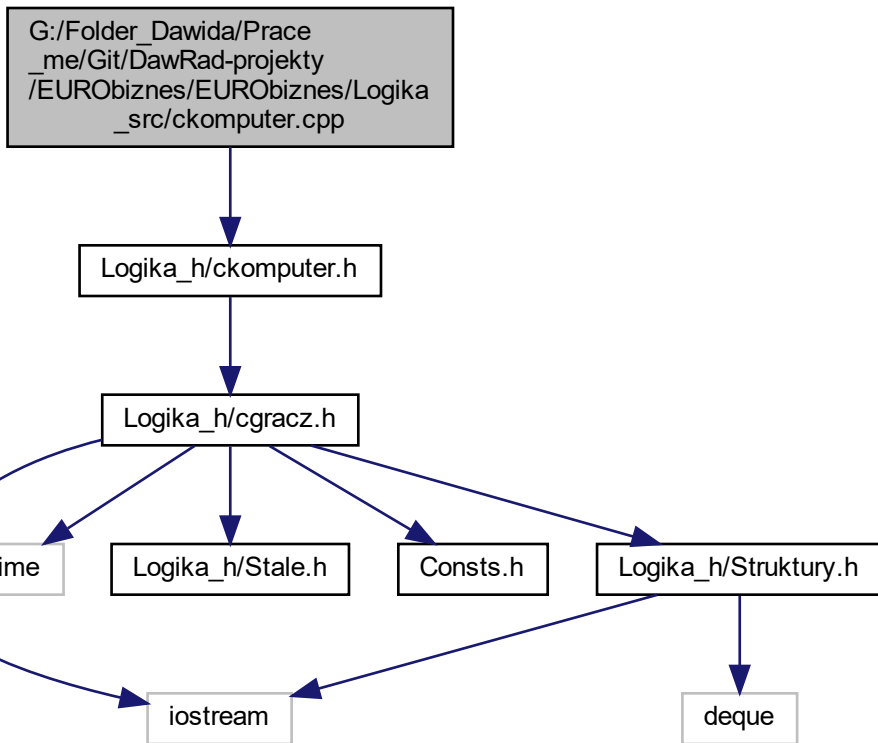 G:/Folder_Dawida/Prace
_me/Git/DawRad-projekty
/EURObiznes/EURObiznes/Logika
_src/ckomputer.cpp
Logika_h/ckomputer.h
Logika_h/cgracz.h
ime
Logika_h/Stale.h
Consts.h
Logika_h/Struktury.h
iostream
deque